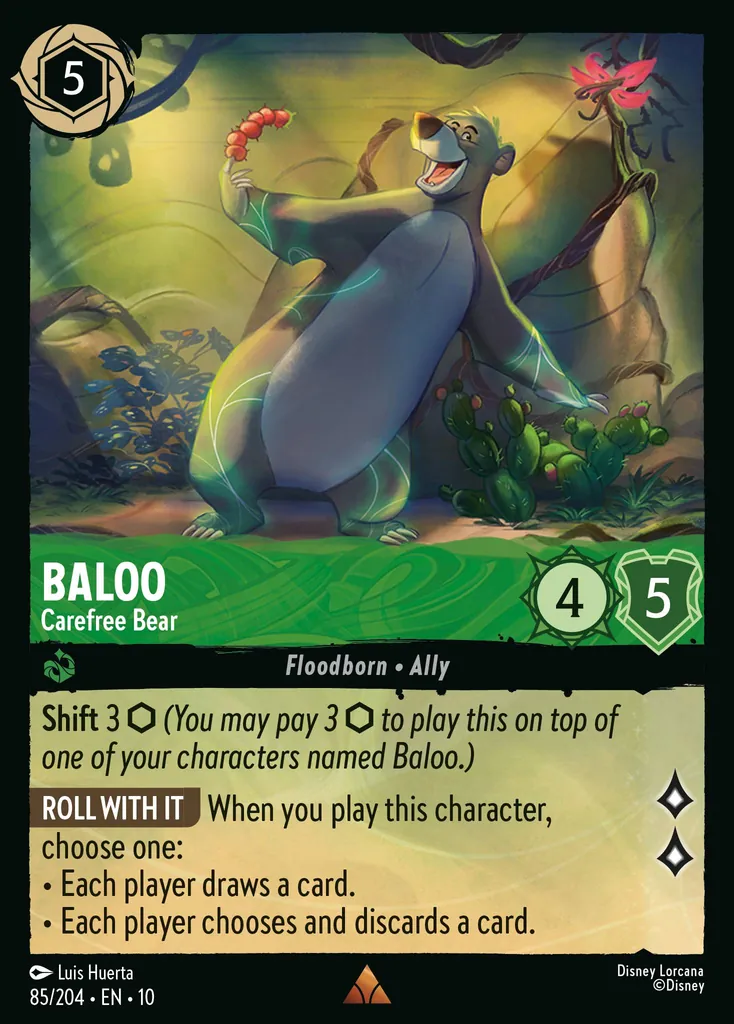 5
BALOO
Carefree Bear
4
5
Floodborn • Ally
Shift 3 ⬡ (You may pay 3 ⬡ to play this on top of
one of your characters named Baloo.)
ROLL WITH IT When you play this character,
choose one:
• Each player draws a card.
• Each player chooses and discards a card.
Luis Huerta
85/204 • EN • 10
Disney Lorcana
©Disney